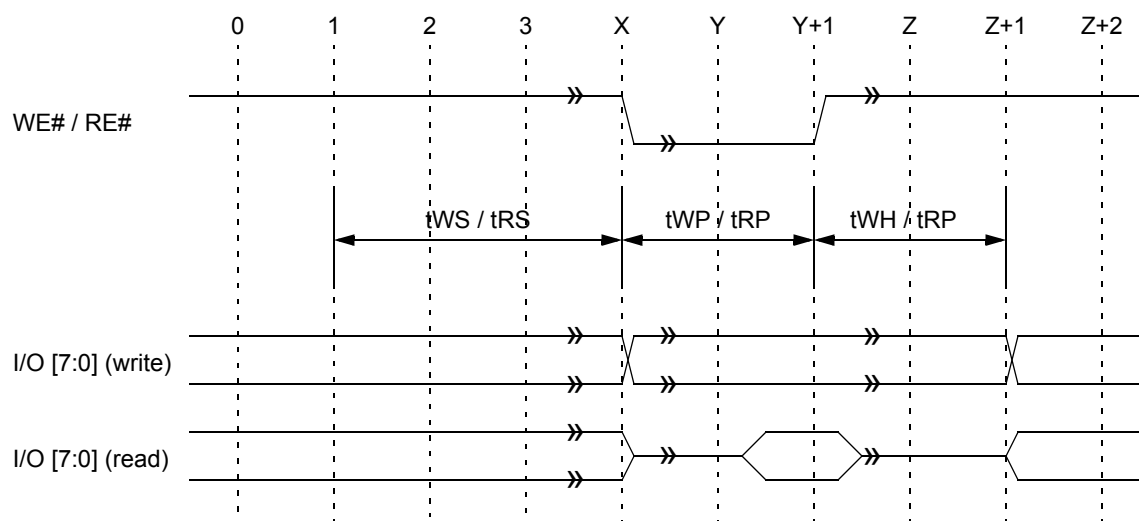 0 1 2 3 X Y Y+1 Z Z+1 Z+2
WE# / RE#
tWS / tRS tWP / tRP tWH / tRP
I/O [7:0] (write)
I/O [7:0] (read)